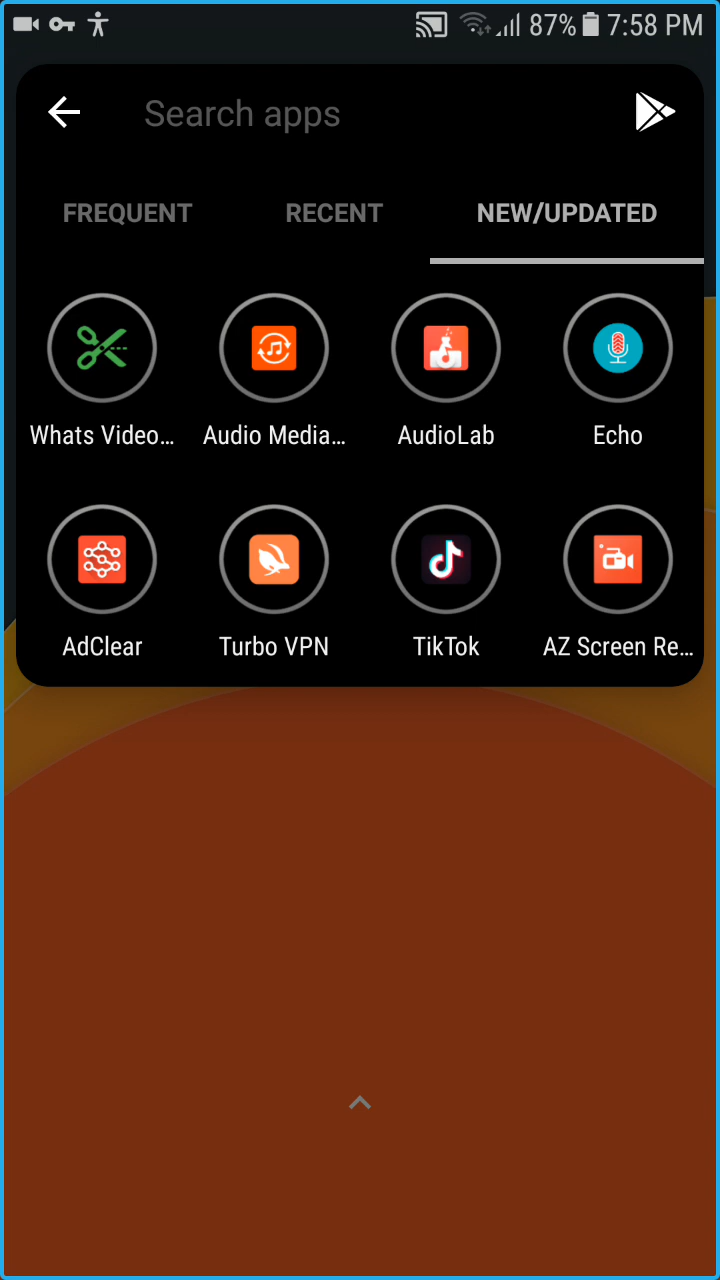 87% 7:58 PM
Search apps
FREQUENT RECENT NEW/UPDATED
Whats Video… Audio Media… AudioLab Echo
AdClear Turbo VPN TikTok AZ Screen Re…